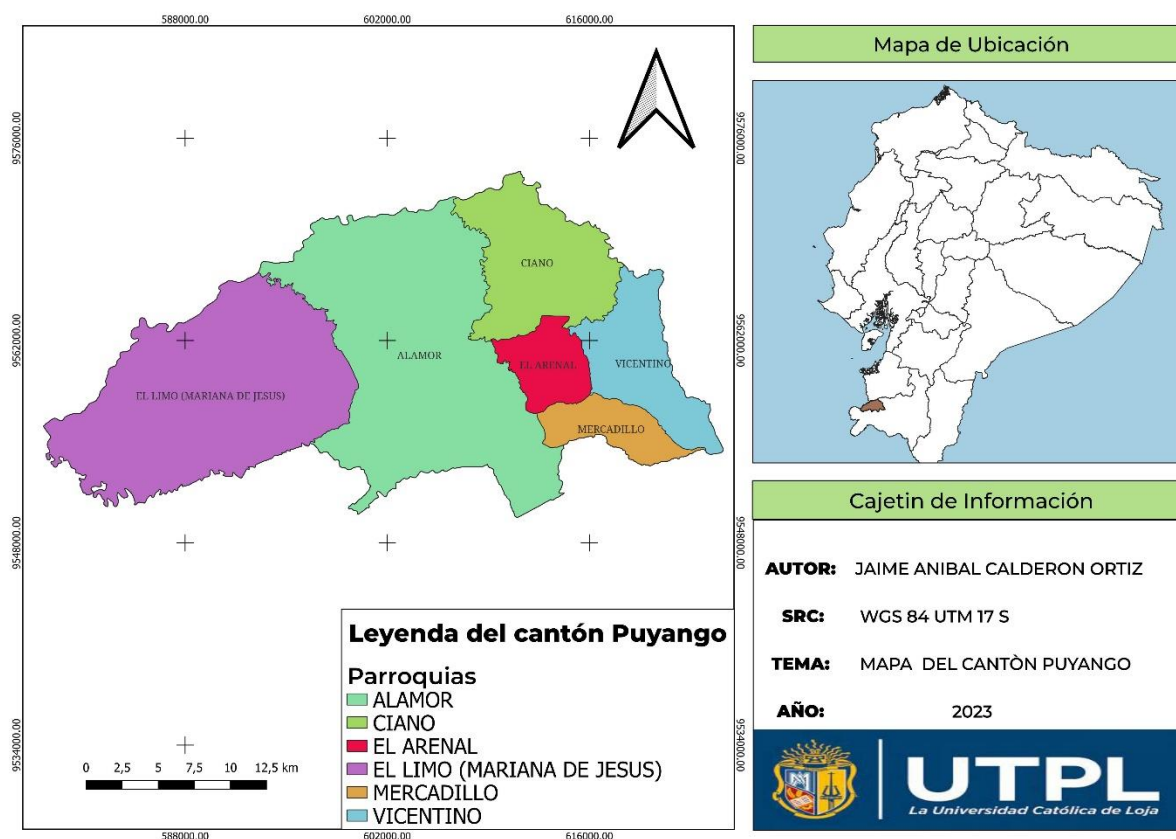 588000.00 602000.00 616000.00
9576000.00
9562000.00
9548000.00
9534000.00
CIANO
ALAMOR
EL ARENAL
VICENTINO
EL LIMO (MARIANA DE JESUS)
MERCADILLO
9576000.00
9562000.00
9548000.00
9534000.00
0 2,5 5 7,5 10 12,5 km
Leyenda del cantón Puyango
Parroquias
ALAMOR
CIANO
EL ARENAL
EL LIMO (MARIANA DE JESUS)
MERCADILLO
VICENTINO
588000.00 602000.00 616000.00
Mapa de Ubicación
Cajetin de Información
AUTOR: JAIME ANIBAL CALDERON ORTIZ
SRC: WGS 84 UTM 17 S
TEMA: MAPA DEL CANTÒN PUYANGO
AÑO: 2023
UTPL
La Universidad Católica de Loja